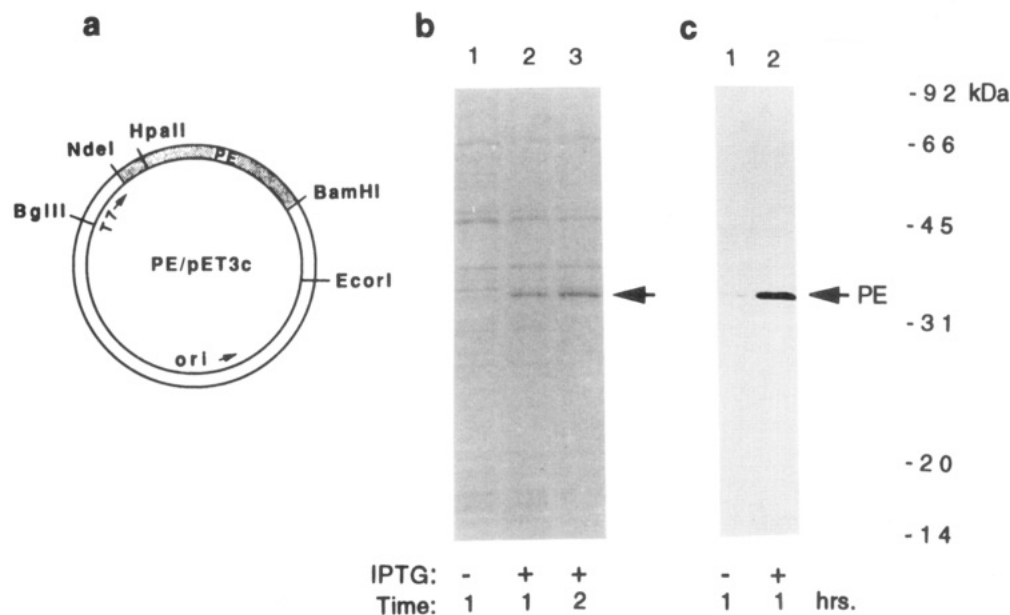 a
b
c
1 2 3
1 2
HpaII
NdeI
PE
BamHI
BglII
T7
PE/pET3c
EcorI
ori
-92 kDa
-66
-45
PE
-31
-20
-14
IPTG: - + +
- +
Time: 1 1 2
1 1 hrs.